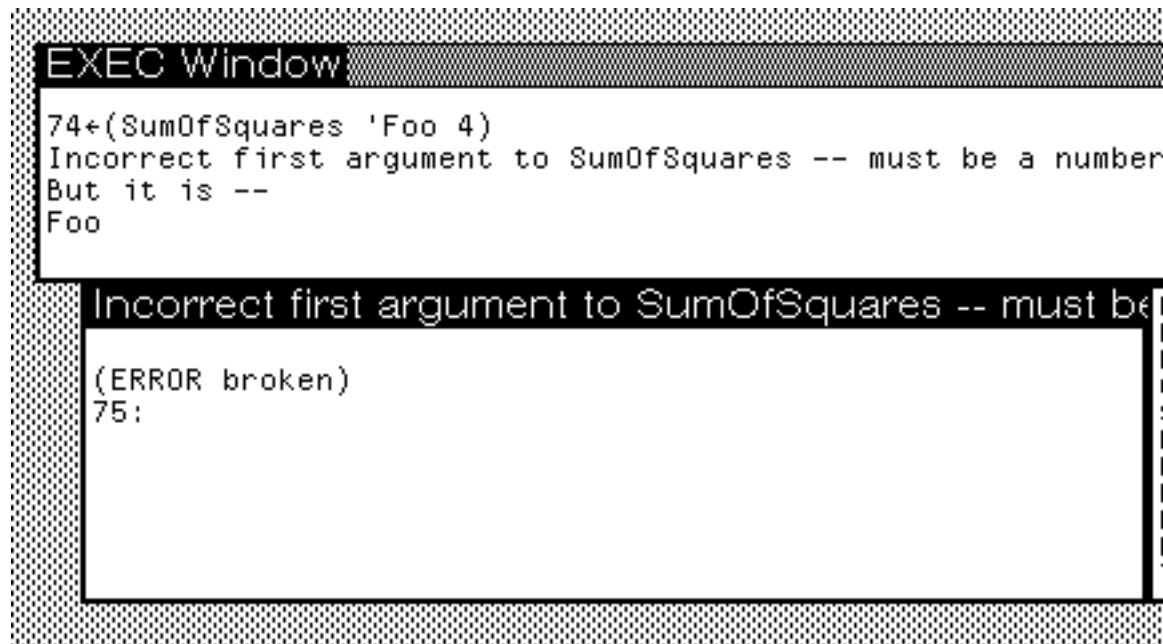 EXEC Window
74←(SumOfSquares 'Foo 4)
Incorrect first argument to SumOfSquares -- must be a number
But it is --
Foo
Incorrect first argument to SumOfSquares -- must be
(ERROR broken)
75: